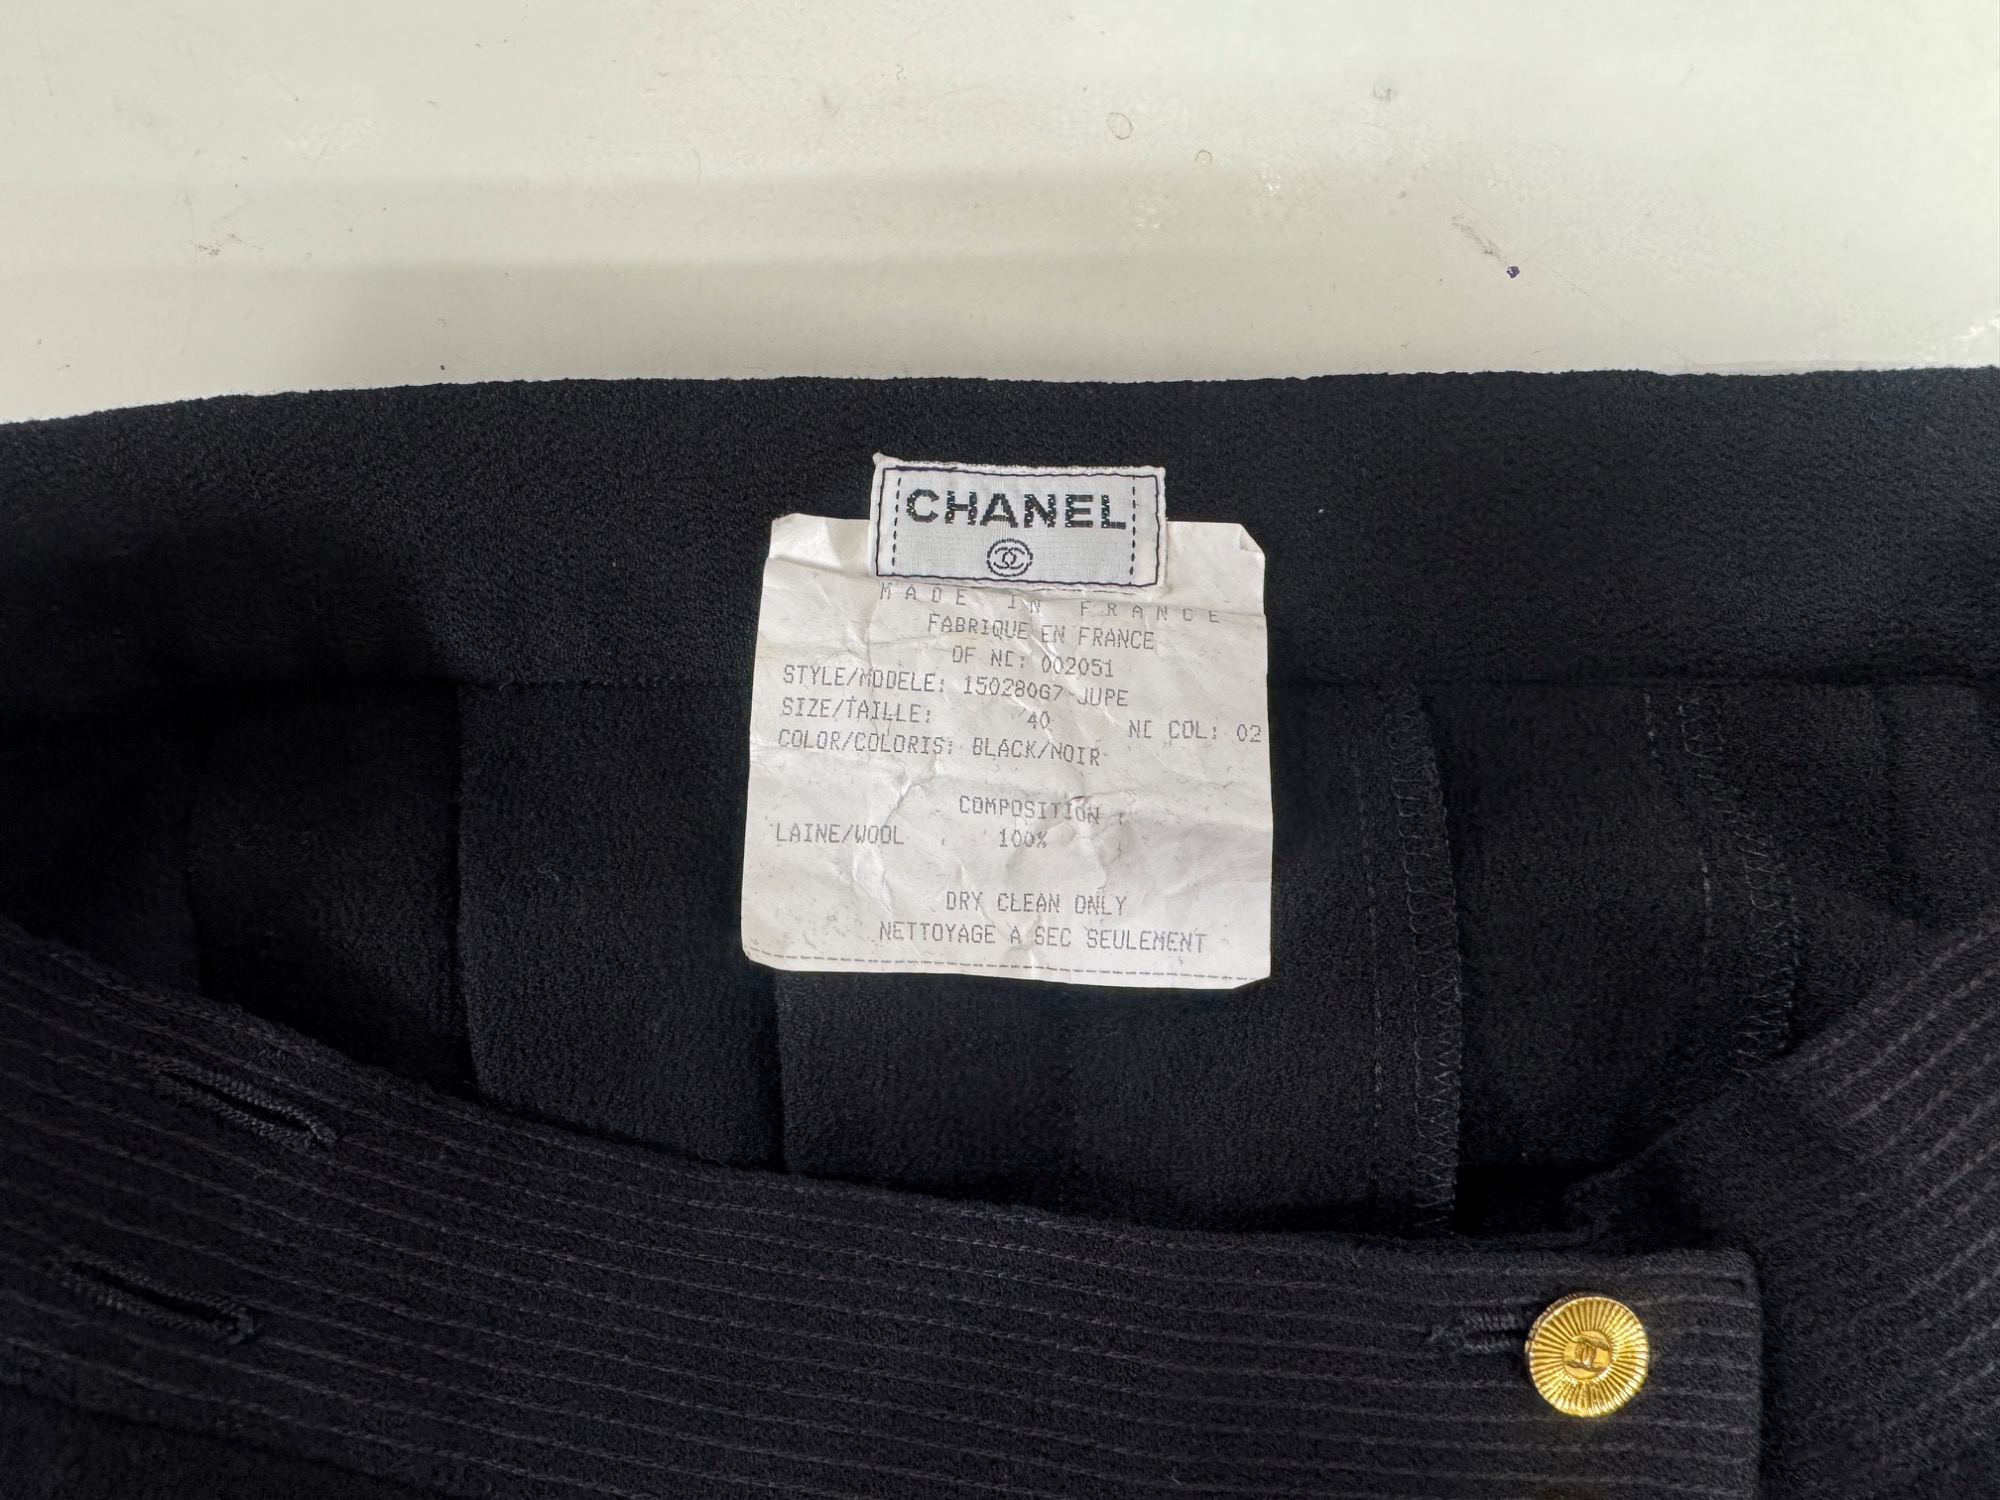 CHANEL
MADE IN FRANCE
FABRIQUE EN FRANCE
OF NC: 002051
STYLE/MODELE: 15028067-JUPE
SIZE/TAILLE: 40 NC COL: 02
COLOR/COLORIS: BLACK/NOIR
COMPOSITION :
LAINE/WOOL 100%
DRY CLEAN ONLY
NETTOYAGE A SEC SEULEMENT